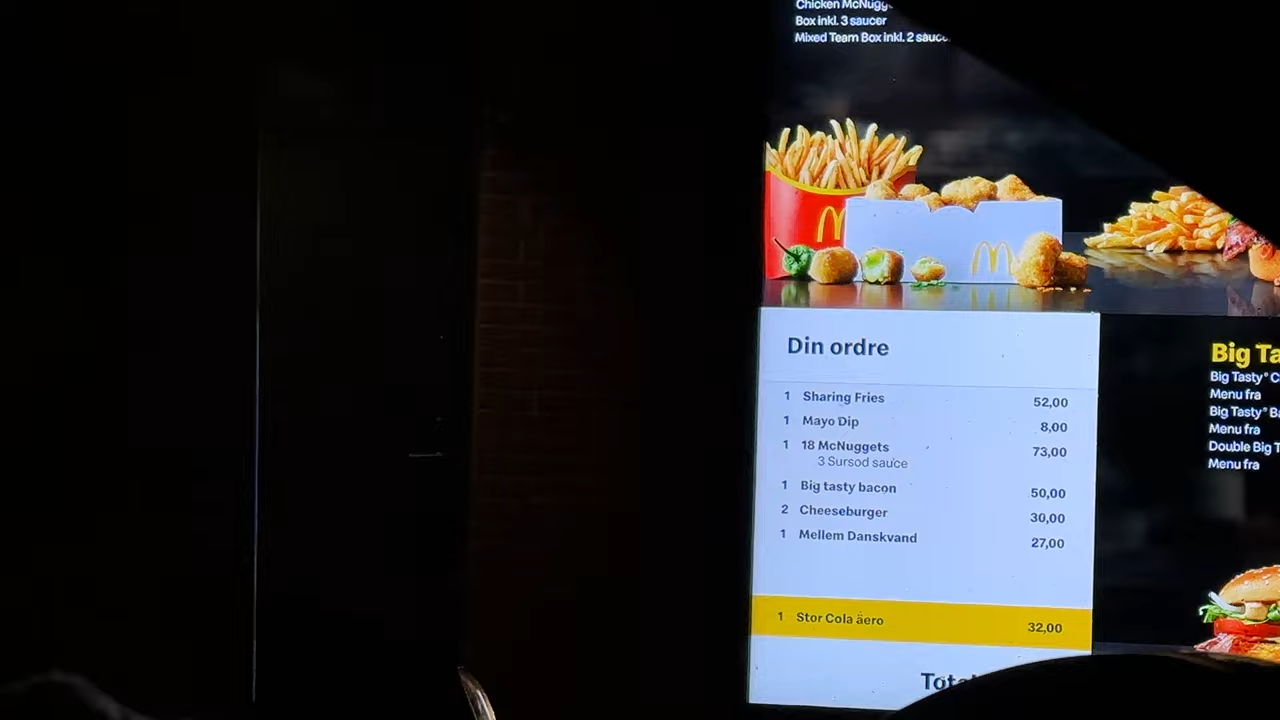 Chicken McNugg
Box inkl. 3 saucer
Mixed Team Box inkl. 2 sauc
Din ordre
1 Sharing Fries 52,00
1 Mayo Dip 8,00
1 18 McNuggets 73,00
3 Sursød sauce
1 Big tasty bacon 50,00
2 Cheeseburger 30,00
1 Mellem Danskvand 27,00
1 Stor Cola zero 32,00
Tota
Big Ta
Big Tasty® C
Menu fra
Big Tasty® Ba
Menu fra
Double Big T
Menu fra